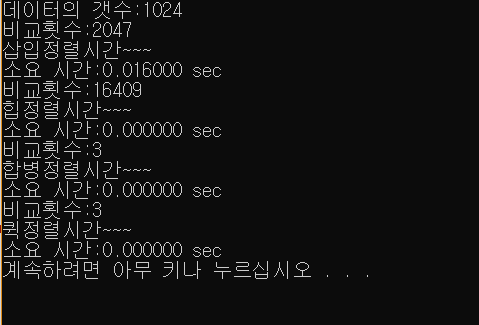 데이터의 갯수:1024
비교횟수:2047
삽입정렬시간~~~
소요 시간:0.016000 sec
비교횟수:16409
힙정렬시간~~~
소요 시간:0.000000 sec
비교횟수:3
합병정렬시간~~~
소요 시간:0.000000 sec
비교횟수:3
퀵정렬시간~~~
소요 시간:0.000000 sec
계속하려면 아무 키나 누르십시오 . . .